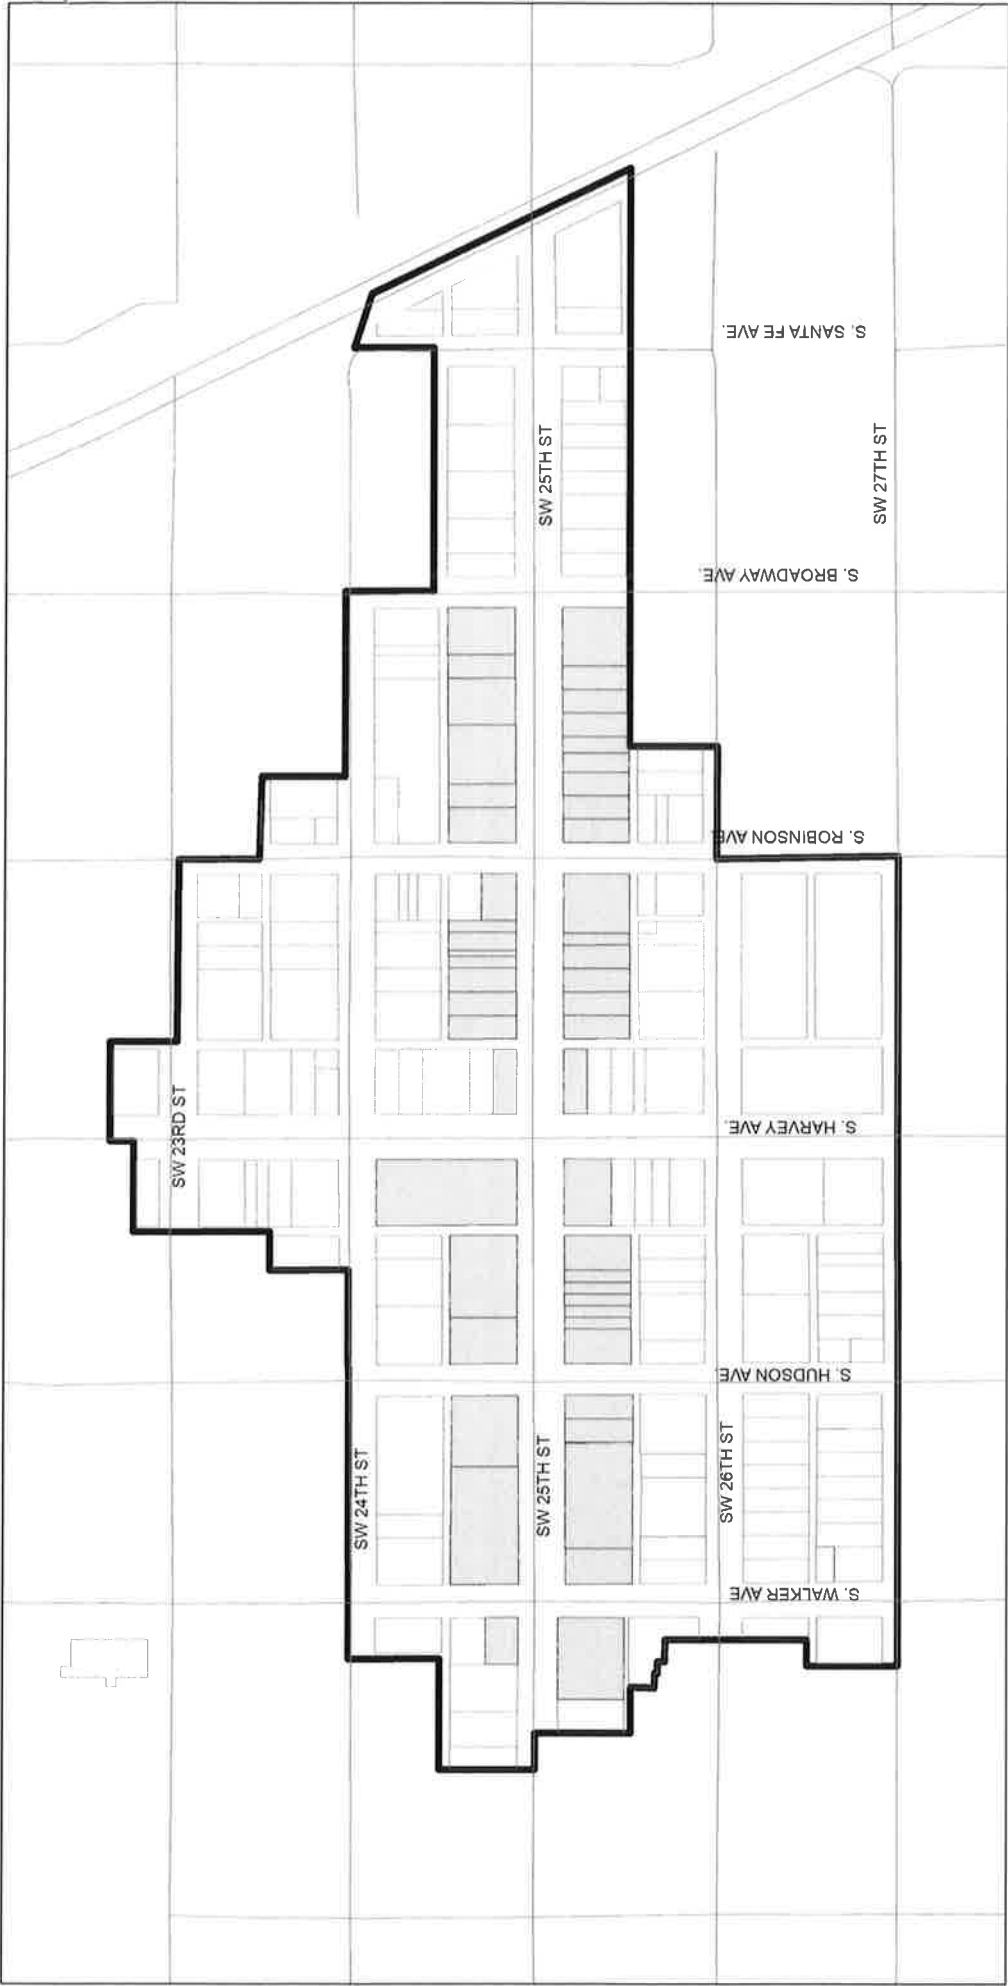 S. SANTA FE AVE.
SW 25TH ST
SW 27TH ST
S. BROADWAY AVE.
S. ROBINSON AVE
SW 23RD ST
S. HARVEY AVE.
S. HUDSON AVE.
SW 24TH ST
SW 25TH ST
SW 26TH ST
S. WALKER AVE